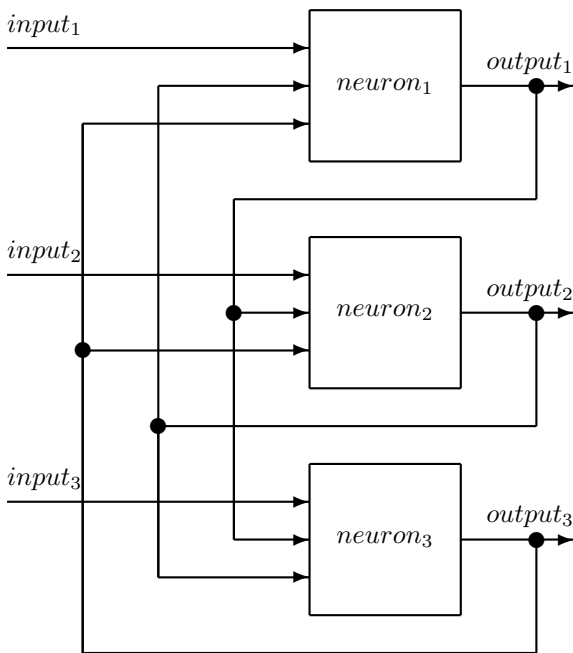 input₁
neuron₁
output₁
input₂
neuron₂
output₂
input₃
neuron₃
output₃